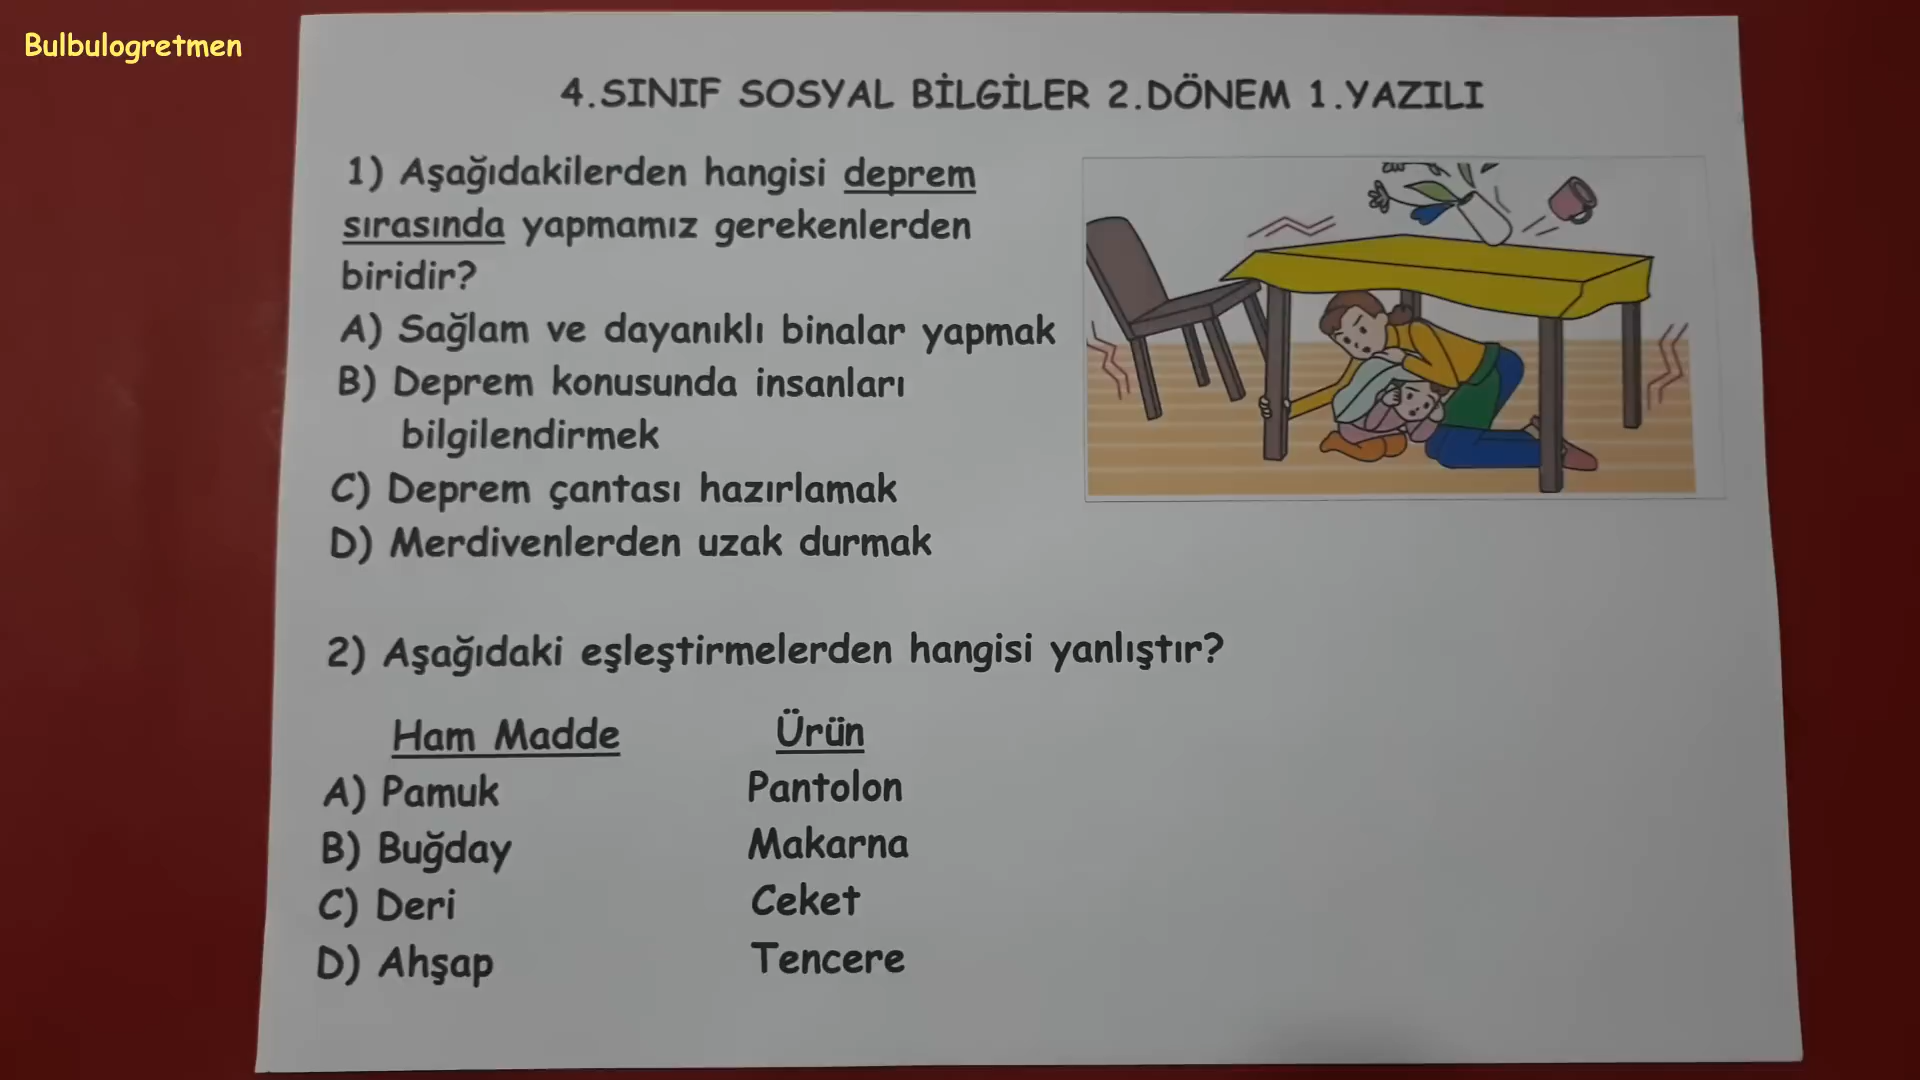 Bulbulogretmen
4.SINIF SOSYAL BİLGİLER 2.DÖNEM 1.YAZILI
1) Aşağıdakilerden hangisi deprem
sırasında yapmamız gerekenlerden
biridir?
A) Sağlam ve dayanıklı binalar yapmak
B) Deprem konusunda insanları
bilgilendirmek
C) Deprem çantası hazırlamak
D) Merdivenlerden uzak durmak
2) Aşağıdaki eşleştirmelerden hangisi yanlıştır?
Ham Madde Ürün
A) Pamuk Pantolon
B) Buğday Makarna
C) Deri Ceket
D) Ahşap Tencere